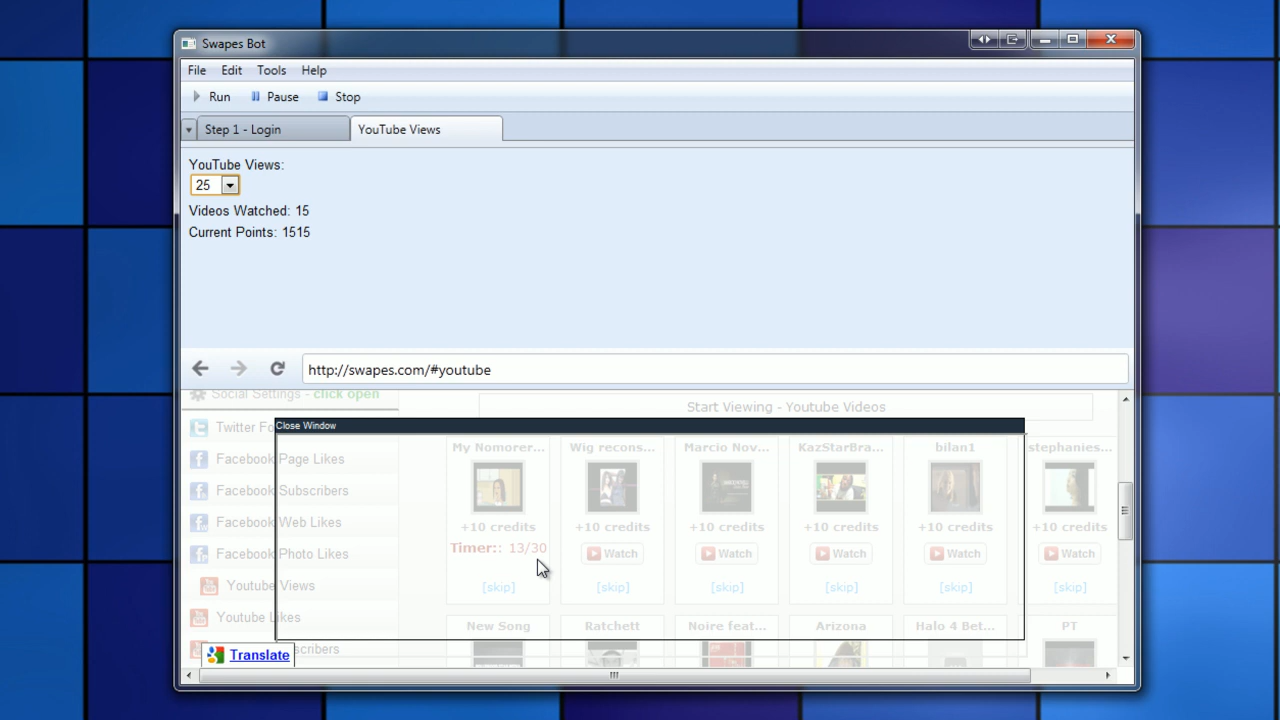 Swapes Bot
File Edit Tools Help
Run Pause Stop
Step 1 - Login YouTube Views
YouTube Views:
25
Videos Watched: 15
Current Points: 1515
http://swapes.com/#youtube
Social Settings - click open
Start Viewing - Youtube Videos
Close Window
Twitter Fo
Facebook Page Likes
Facebook Subscribers
Facebook Web Likes
Facebook Photo Likes
Youtube Views
Youtube Likes
scribers
My Nomorer... Wig recons... Marcio Nov... KazStarBra... bilan1 stephanies...
+10 credits +10 credits +10 credits +10 credits +10 credits +10 credits
Timer:: 13/30 Watch Watch Watch Watch Watch
[skip] [skip] [skip] [skip] [skip] [skip]
New Song Ratchett Noire feat... Arizona Halo 4 Bet... PT
Translate